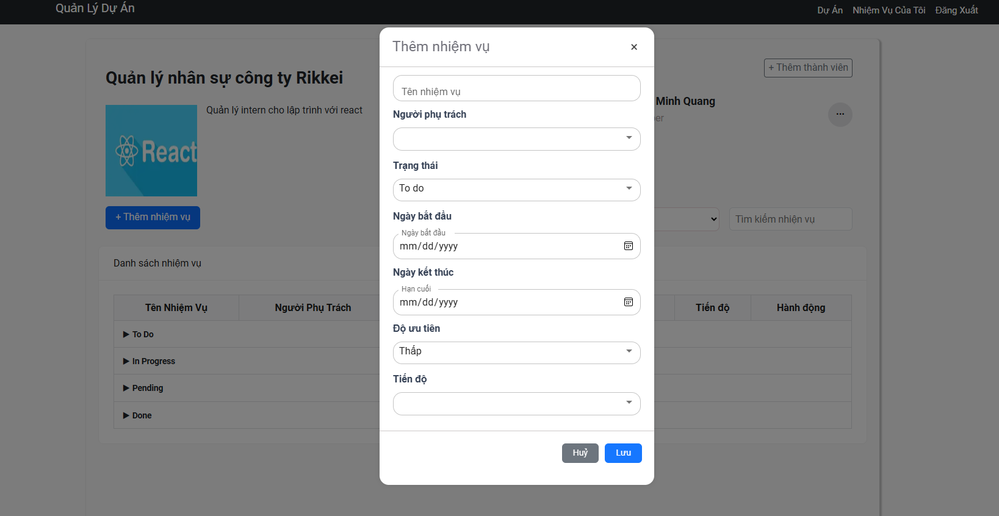 Quản Lý Dự Án
Dự Án Nhiệm Vụ Của Tôi Đăng Xuất
Thêm nhiệm vụ
×
+ Thêm thành viên
Quản lý nhân sự công ty Rikkei
Tên nhiệm vụ
Minh Quang
Quản lý intern cho lập trình với react
Người phụ trách
React
Trạng thái
To do
+ Thêm nhiệm vụ
Ngày bắt đầu
Tìm kiếm nhiện vụ
Ngày bắt đầu
mm/dd/yyyy
Danh sách nhiệm vụ
Ngày kết thúc
Hạn cuối
mm/dd/yyyy
Tên Nhiệm Vụ Người Phụ Trách Tiến độ Hành động
Độ ưu tiên
To Do
Thấp
In Progress
Tiến độ
Pending
Done
Huỷ Lưu